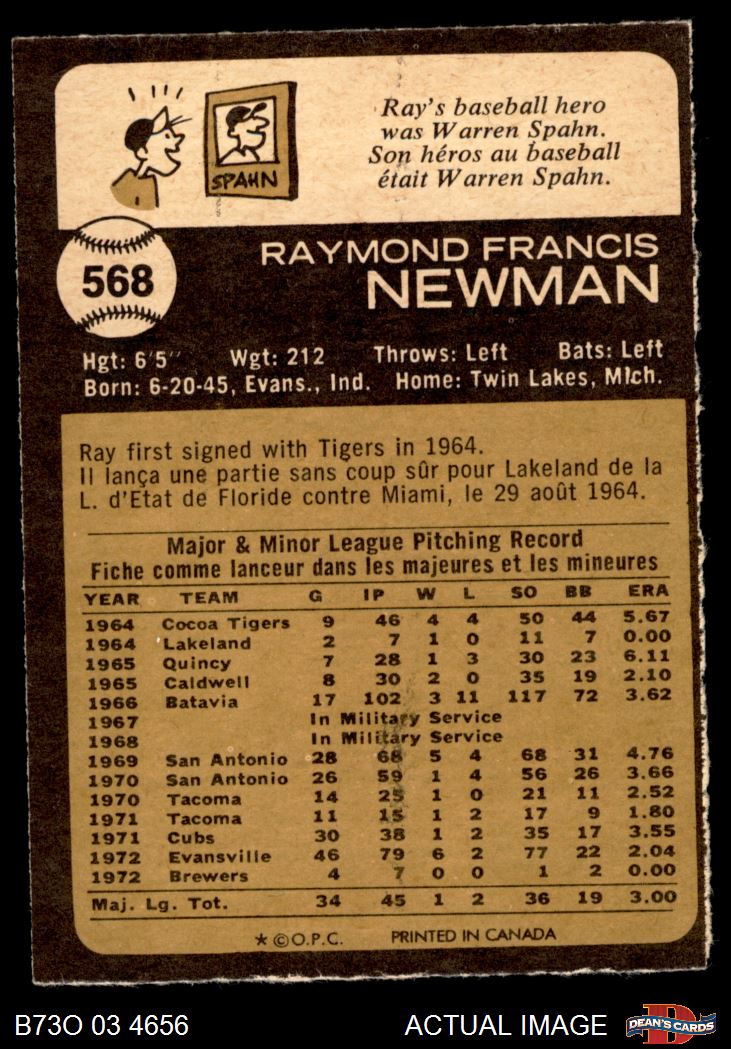 Ray's baseball hero
was Warren Spahn.
Son héros au baseball
était Warren Spahn.
SPAHN
568
RAYMOND FRANCIS
NEWMAN
Hgt: 6'5" Wgt: 212 Throws: Left Bats: Left
Born: 6-20-45, Evans., Ind. Home: Twin Lakes, Mich.
Ray first signed with Tigers in 1964.
Il lança une partie sans coup sûr pour Lakeland de la
L. d'Etat de Floride contre Miami, le 29 août 1964.
Major & Minor League Pitching Record
Fiche comme lanceur dans les majeures et les mineures
YEAR TEAM G IP W L SO BB ERA
1964 Cocoa Tigers 9 46 4 4 50 44 5.67
1964 Lakeland 2 7 1 0 11 7 0.00
1965 Quincy 7 28 1 3 30 23 6.11
1965 Caldwell 8 30 2 0 35 19 2.10
1966 Batavia 17 102 3 11 117 72 3.62
1967 In Military Service
1968 In Military Service
1969 San Antonio 28 68 5 4 68 31 4.76
1970 San Antonio 26 59 1 4 56 26 3.66
1970 Tacoma 14 25 1 0 21 11 2.52
1971 Tacoma 11 15 1 2 17 9 1.80
1971 Cubs 30 38 1 2 35 17 3.55
1972 Evansville 46 79 6 2 77 22 2.04
1972 Brewers 4 7 0 0 1 2 0.00
Maj. Lg. Tot. 34 45 1 2 36 19 3.00
★ © O.P.C. PRINTED IN CANADA
B73O 03 4656 ACTUAL IMAGE D DEAN'S CARDS